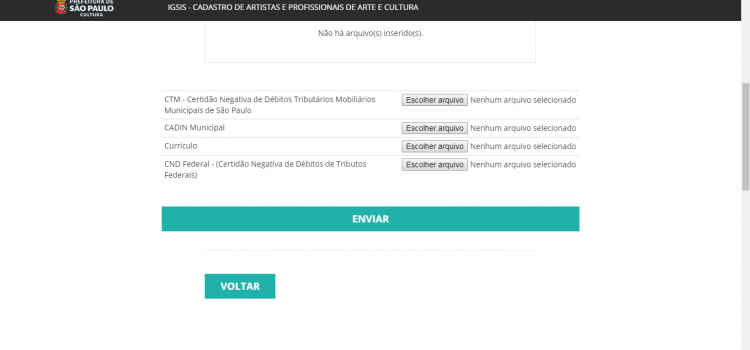 PREFEITURA DE
SÃO PAULO
CULTURA
IGSIS - CADASTRO DE ARTISTAS E PROFISSIONAIS DE ARTE E CULTURA
Não há arquivo(s) inserido(s).
CTM - Certidão Negativa de Débitos Tributários Mobiliários Escolher arquivo Nenhum arquivo selecionado
Municipais de São Paulo
CADIN Municipal Escolher arquivo Nenhum arquivo selecionado
Currículo Escolher arquivo Nenhum arquivo selecionado
CND Federal - (Certidão Negativa de Débitos de Tributos Escolher arquivo Nenhum arquivo selecionado
Federais)
ENVIAR
VOLTAR